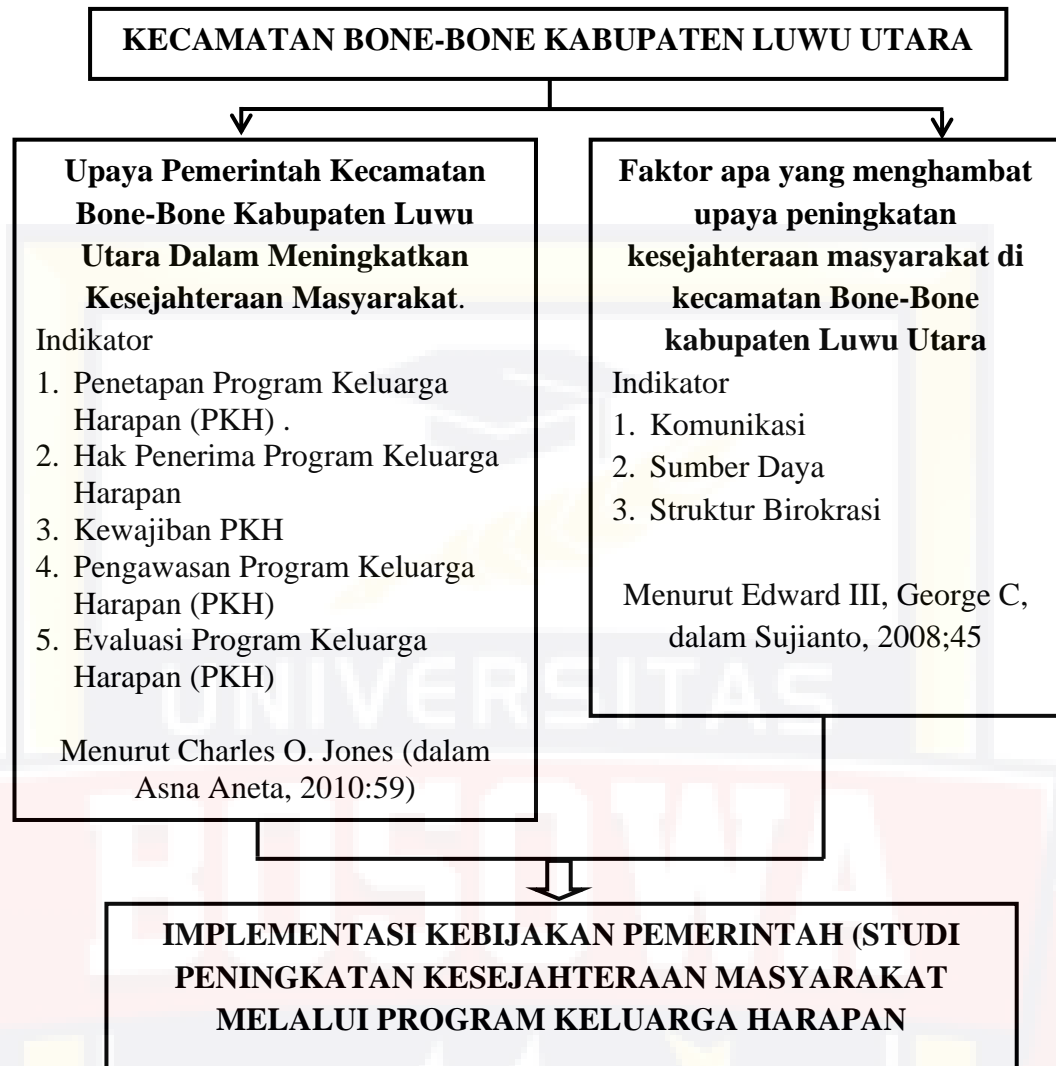 KECAMATAN BONE-BONE KABUPATEN LUWU UTARA
Upaya Pemerintah Kecamatan
Bone-Bone Kabupaten Luwu
Utara Dalam Meningkatkan
Kesejahteraan Masyarakat.
Indikator
1. Penetapan Program Keluarga
Harapan (PKH) .
2. Hak Penerima Program Keluarga
Harapan
3. Kewajiban PKH
4. Pengawasan Program Keluarga
Harapan (PKH)
5. Evaluasi Program Keluarga
Harapan (PKH)
Menurut Charles O. Jones (dalam
Asna Aneta, 2010:59)
Faktor apa yang menghambat
upaya peningkatan
kesejahteraan masyarakat di
kecamatan Bone-Bone
kabupaten Luwu Utara
Indikator
1. Komunikasi
2. Sumber Daya
3. Struktur Birokrasi
Menurut Edward III, George C,
dalam Sujianto, 2008;45
UNIVERSITAS
BOSOWA
IMPLEMENTASI KEBIJAKAN PEMERINTAH (STUDI
PENINGKATAN KESEJAHTERAAN MASYARAKAT
MELALUI PROGRAM KELUARGA HARAPAN